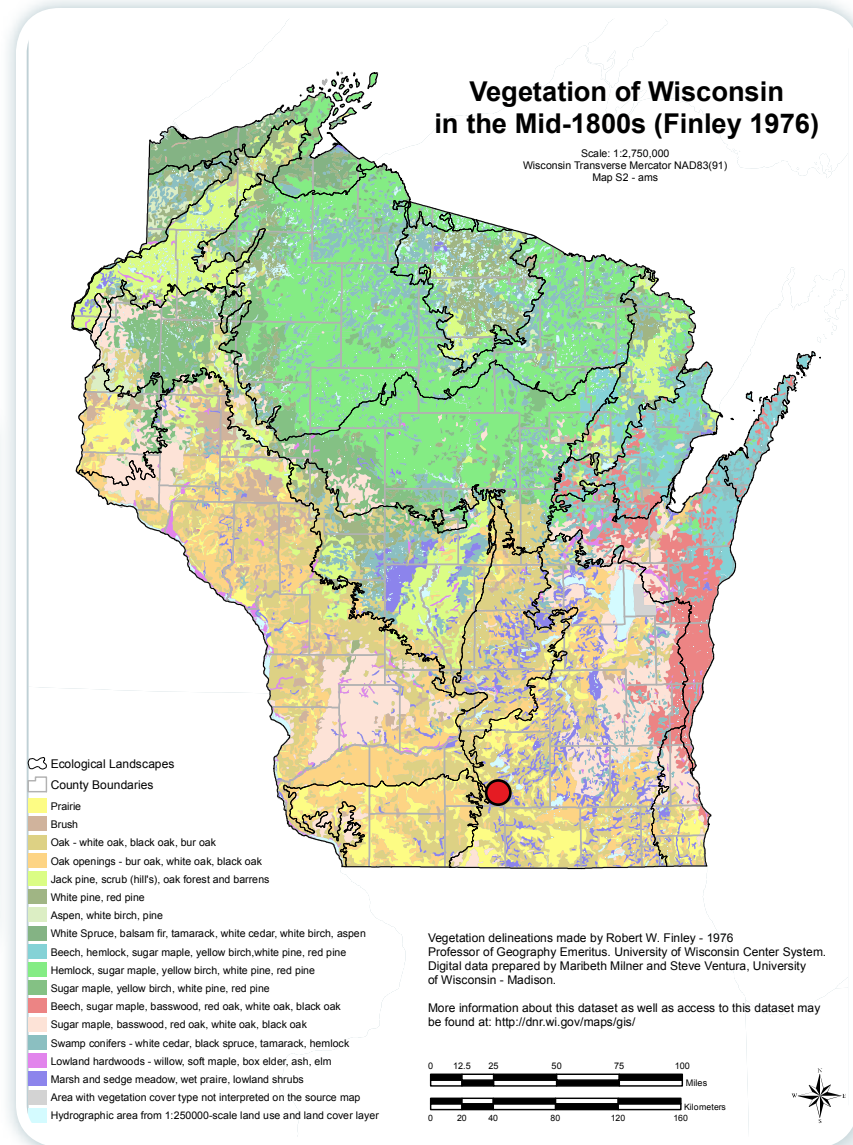 Vegetation of Wisconsin
in the Mid-1800s (Finley 1976)
Scale: 1:2,750,000
Wisconsin Transverse Mercator NAD83(91)
Map S2 - ams
Ecological Landscapes
County Boundaries
Prairie
Brush
Oak - white oak, black oak, bur oak
Oak openings - bur oak, white oak, black oak
Jack pine, scrub (hill's), oak forest and barrens
White pine, red pine
Aspen, white birch, pine
White Spruce, balsam fir, tamarack, white cedar, white birch, aspen
Beech, hemlock, sugar maple, yellow birch,white pine, red pine
Hemlock, sugar maple, yellow birch, white pine, red pine
Sugar maple, yellow birch, white pine, red pine
Beech, sugar maple, basswood, red oak, white oak, black oak
Sugar maple, basswood, red oak, white oak, black oak
Swamp conifers - white cedar, black spruce, tamarack, hemlock
Lowland hardwoods - willow, soft maple, box elder, ash, elm
Marsh and sedge meadow, wet praire, lowland shrubs
Area with vegetation cover type not interpreted on the source map
Hydrographic area from 1:250000-scale land use and land cover layer
Vegetation delineations made by Robert W. Finley - 1976
Professor of Geography Emeritus. University of Wisconsin Center System.
Digital data prepared by Maribeth Milner and Steve Ventura, University
of Wisconsin - Madison.
More information about this dataset as well as access to this dataset may
be found at: http://dnr.wi.gov/maps/gis/
0 12.5 25 50 75 100
Miles
0 20 40 80 120 160
Kilometers
N
W E
S